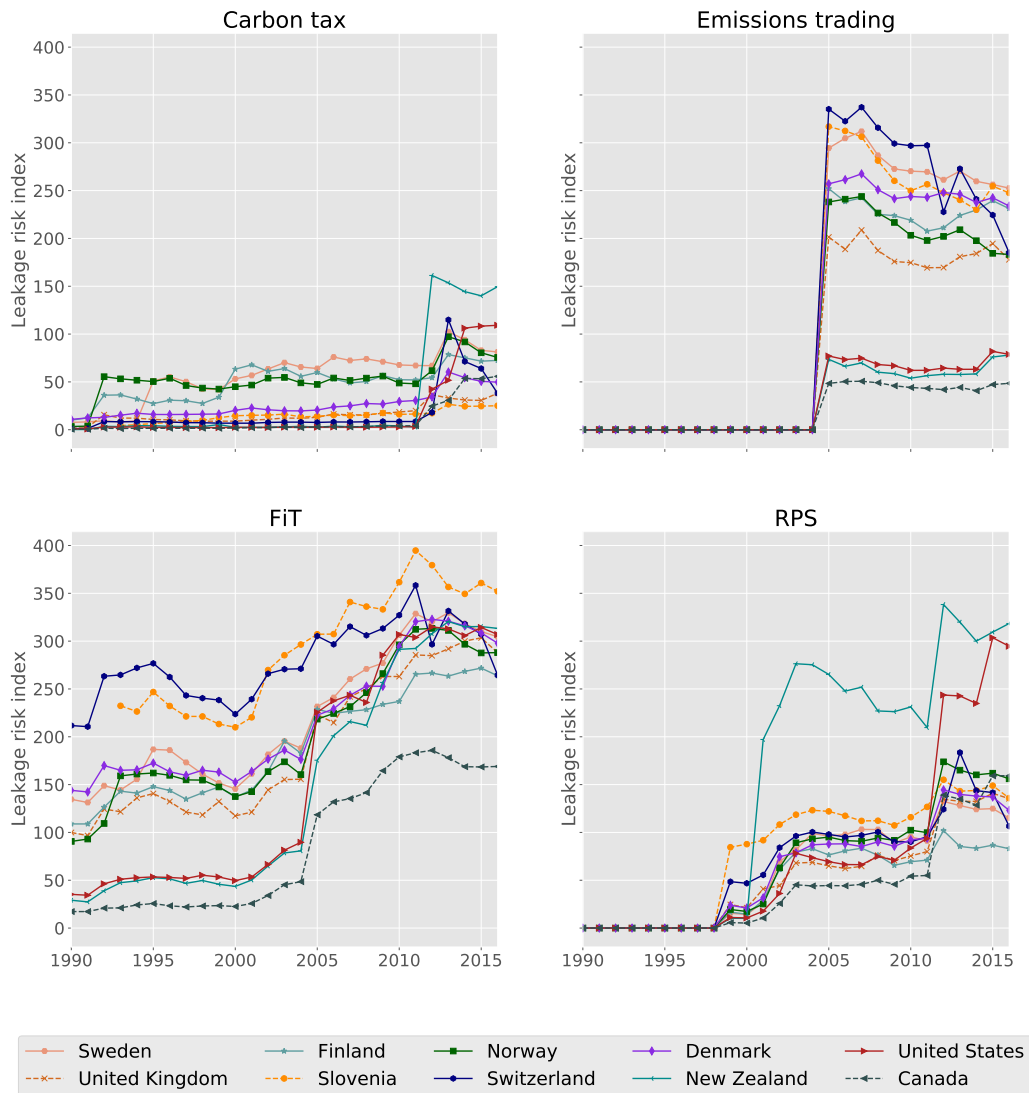 Carbon tax
Emissions trading
400
350
300
250
200
150
100
50
0
Leakage risk index
Leakage risk index
FiT
RPS
400
350
300
250
200
150
100
50
0
Leakage risk index
Leakage risk index
1990 1995 2000 2005 2010 2015
1990 1995 2000 2005 2010 2015
Sweden Finland Norway Denmark United States
United Kingdom Slovenia Switzerland New Zealand Canada